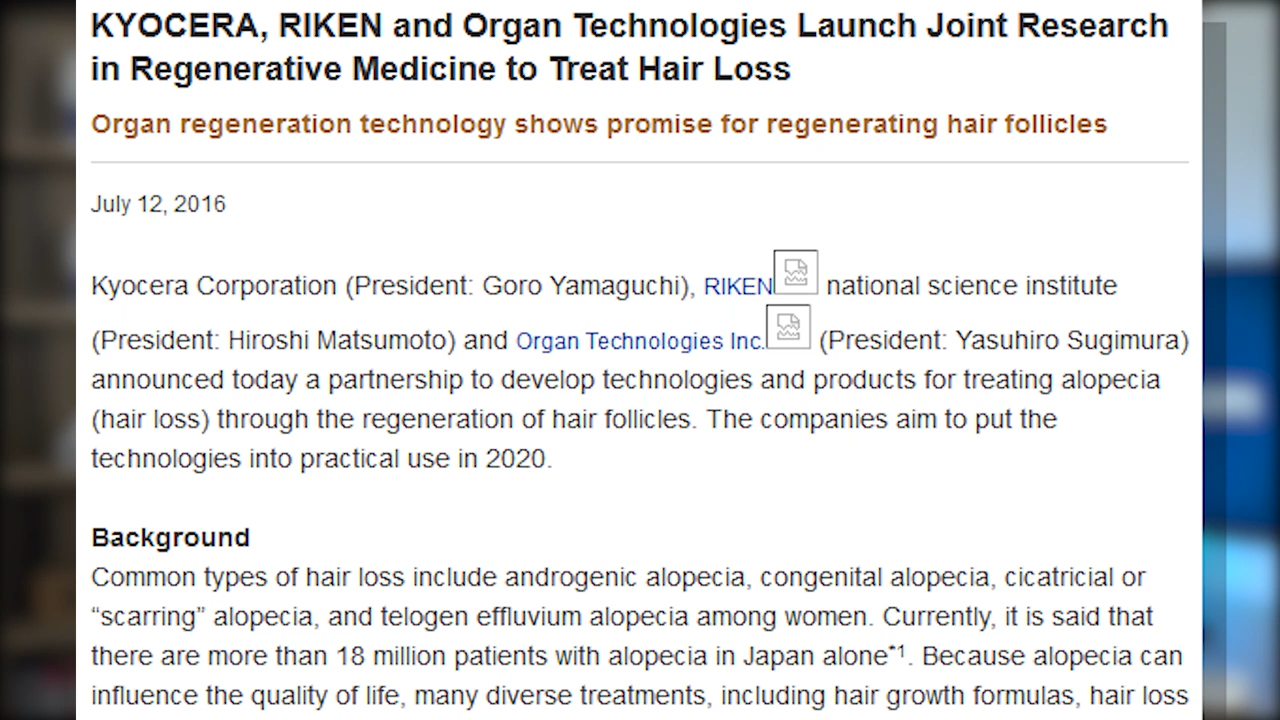 KYOCERA, RIKEN and Organ Technologies Launch Joint Research
in Regenerative Medicine to Treat Hair Loss
Organ regeneration technology shows promise for regenerating hair follicles
July 12, 2016
Kyocera Corporation (President: Goro Yamaguchi), RIKEN national science institute
(President: Hiroshi Matsumoto) and Organ Technologies Inc. (President: Yasuhiro Sugimura)
announced today a partnership to develop technologies and products for treating alopecia
(hair loss) through the regeneration of hair follicles. The companies aim to put the
technologies into practical use in 2020.
Background
Common types of hair loss include androgenic alopecia, congenital alopecia, cicatricial or
“scarring” alopecia, and telogen effluvium alopecia among women. Currently, it is said that
there are more than 18 million patients with alopecia in Japan alone*1. Because alopecia can
influence the quality of life, many diverse treatments, including hair growth formulas, hair loss